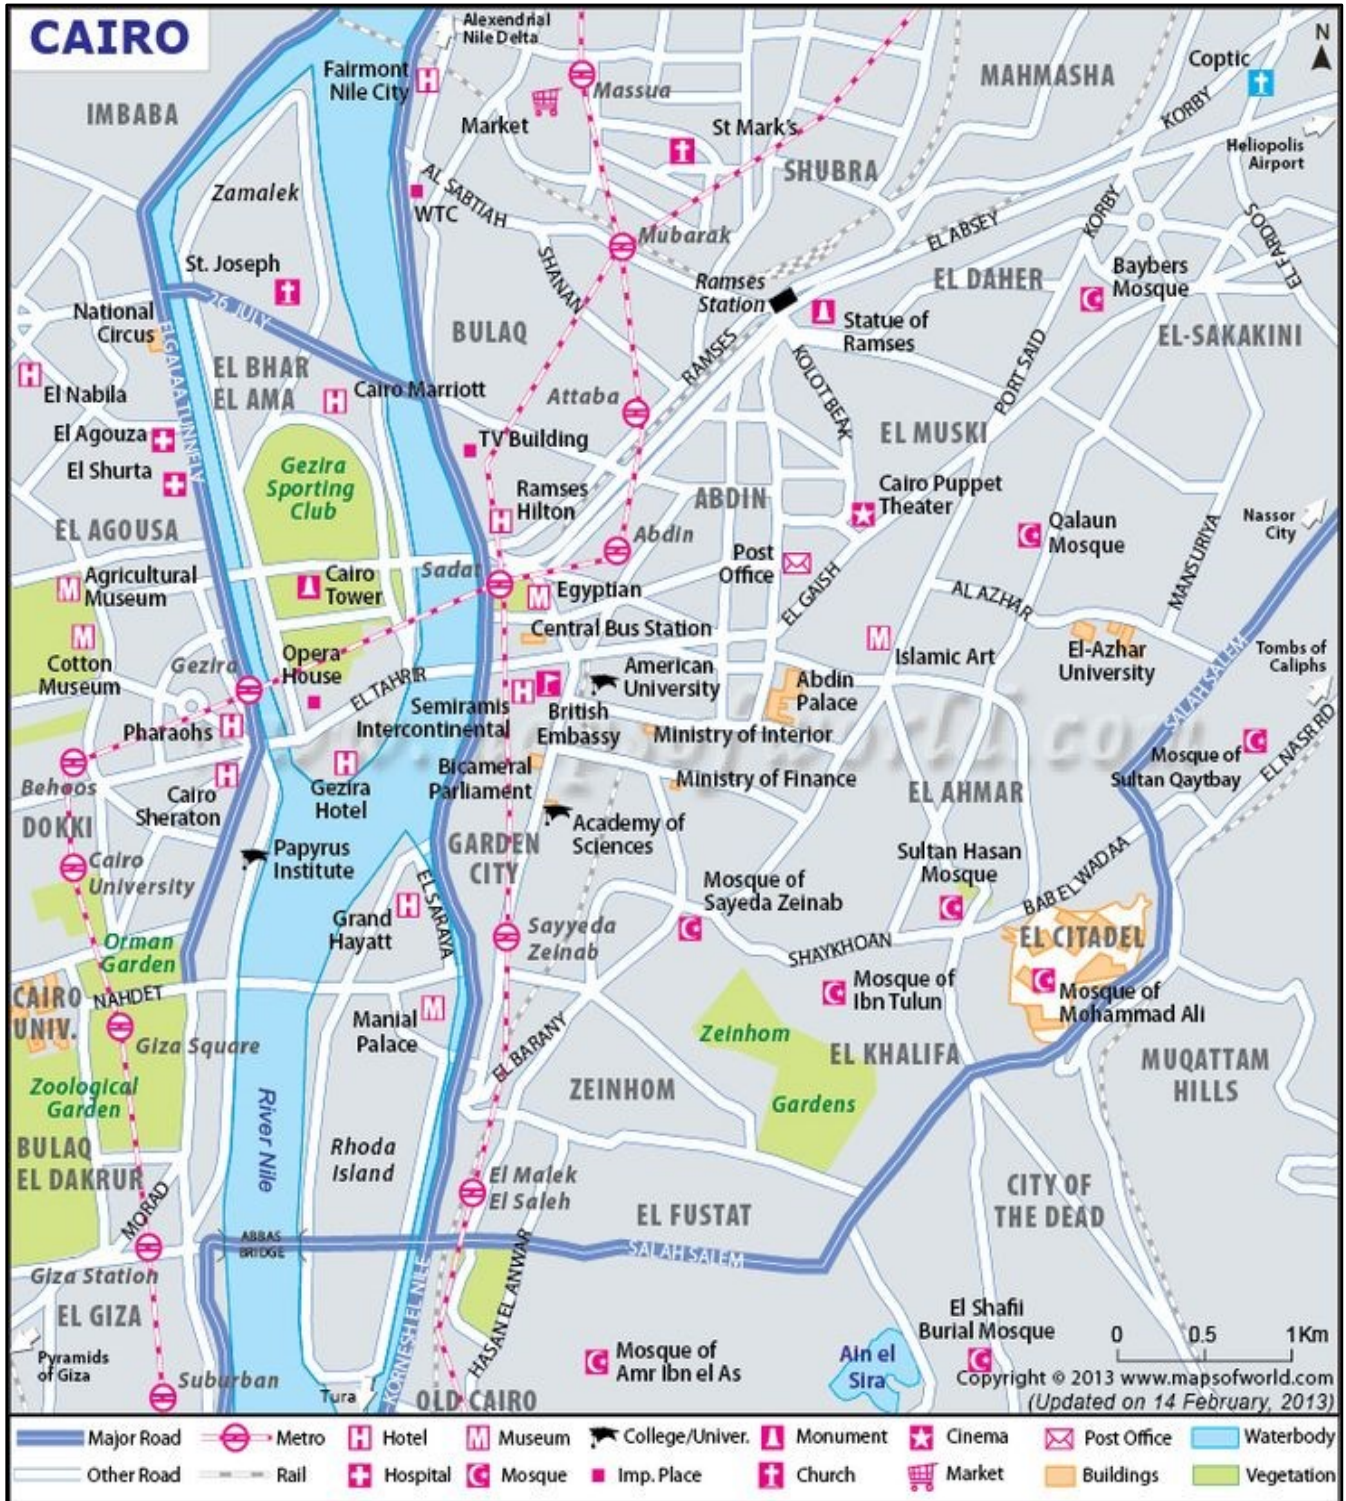 CAIRO
Alexendrial
Nile Delta
N
Fairmont
Nile City
Massua
MAHMASHA
Coptic
IMBABA
Market
St Mark's
KORBY
Heliopolis
Airport
Zamalek
AL SABTIAH
SHUBRA
WTC
Mubarak
EL ABSEY
KORBY
EL FARDOS
St. Joseph
SHANAN
Ramses
Station
EL DAHER
Baybers
Mosque
National
Circus
26 JULY
BULAQ
Statue of
Ramses
EL-SAKAKINI
ELGALAA TUNNELA
EL BHAR
EL AMA
RAMSES
KOLOT BEAK
PORT SAID
El Nabila
Cairo Marriott
Attaba
El Agouza
TV Building
EL MUSKI
El Shurta
Gezira
Sporting
Club
Ramses
Hilton
ABDIN
Cairo Puppet
Theater
EL AGOUSA
Abdin
Qalaun
Mosque
Nassor
City
MANSURIYA
Agricultural
Museum
Cairo
Tower
Sadat
Egyptian
Post
Office
EL GAISH
AL AZHAR
Central Bus Station
Cotton
Museum
Gezira
Opera
House
EL TAHRIR
American
University
Islamic Art
El-Azhar
University
SALAH SALEM
Tombs of
Caliphs
Pharaohs
Semiramis
Intercontinental
British
Embassy
Abdin
Palace
Ministry of Interior
www.mapsofworld.com
Mosque of
Sultan Qaytbay
EL NASR RD
Behoos
Cairo
Sheraton
Gezira
Hotel
Bicameral
Parliament
Ministry of Finance
EL AHMAR
DOKKI
Papyrus
Institute
GARDEN
CITY
Academy of
Sciences
Sultan Hasan
Mosque
Cairo
University
Mosque of
Sayeda Zeinab
BAB EL WADAA
Grand
Hayatt
EL SARAYA
Sayyeda
Zeinab
SHAYKHOAN
EL CITADEL
Orman
Garden
CAIRO
UNIV.
NAHDET
Mosque of
Ibn Tulun
Mosque of
Mohammad Ali
Manial
Palace
Giza Square
EL BARANY
Zeinhom
Gardens
EL KHALIFA
MUQATTAM
HILLS
Zoological
Garden
River Nile
ZEINHOM
BULAQ
EL DAKRUR
Rhoda
Island
El Malek
El Saleh
CITY OF
THE DEAD
MORAD
EL FUSTAT
ABBAS
BRIDGE
SALAH SALEM
Giza Station
HASAN EL ANWAR
EL GIZA
KORNESH EL NILE
El Shafii
Burial Mosque
0 0.5 1Km
Pyramids
of Giza
Mosque of
Amr Ibn el As
Ain el
Sira
Suburban
Tura
OLD CAIRO
Copyright © 2013 www.mapsofworld.com
(Updated on 14 February, 2013)
Major Road Metro Hotel Museum College/Univer. Monument Cinema Post Office Waterbody
Other Road Rail Hospital Mosque Imp. Place Church Market Buildings Vegetation